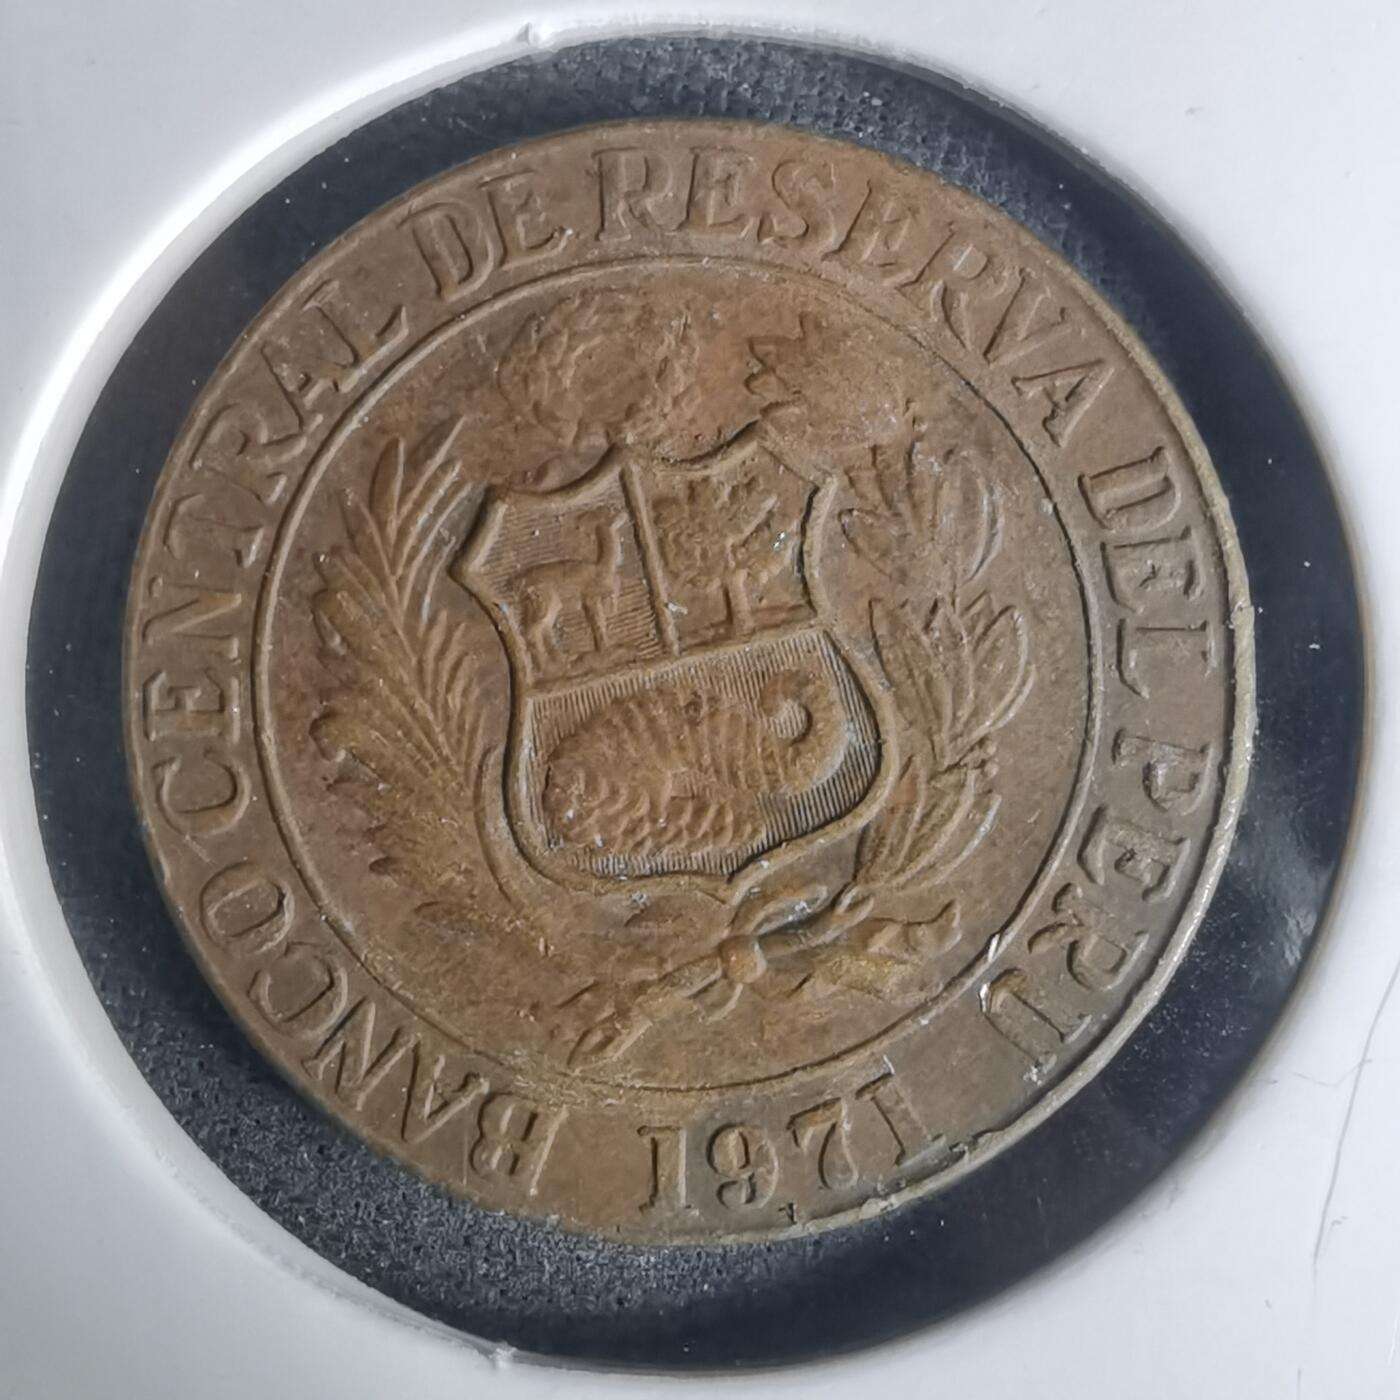 BANCO CENTRAL DE RESERVA DEL PERU
1971